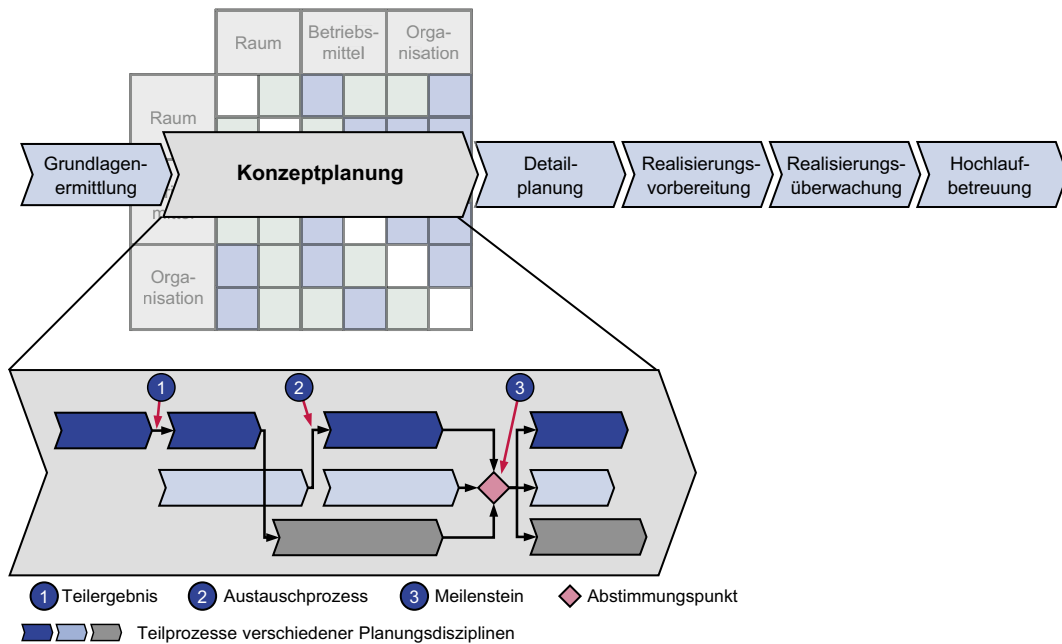 Raum
Betriebs-
mittel
Orga-
nisation
Raum
mittel
Orga-
nisation
Grundlagen-
ermittlung
Konzeptplanung
Detail-
planung
Realisierungs-
vorbereitung
Realisierungs-
überwachung
Hochlauf-
betreuung
1
2
3
1 Teilergebnis
2 Austauschprozess
3 Meilenstein
Abstimmungspunkt
Teilprozesse verschiedener Planungsdisziplinen